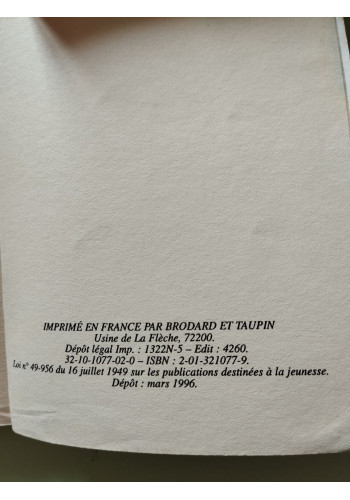 IMPRIMÉ EN FRANCE PAR BRODARD ET TAUPIN
Usine de La Flèche, 72200.
Dépôt légal Imp. : 1322N-5 – Edit : 4260.
32-10-1077-02-0 – ISBN : 2-01-321077-9.
Loi n° 49-956 du 16 juillet 1949 sur les publications destinées à la jeunesse.
Dépôt : mars 1996.